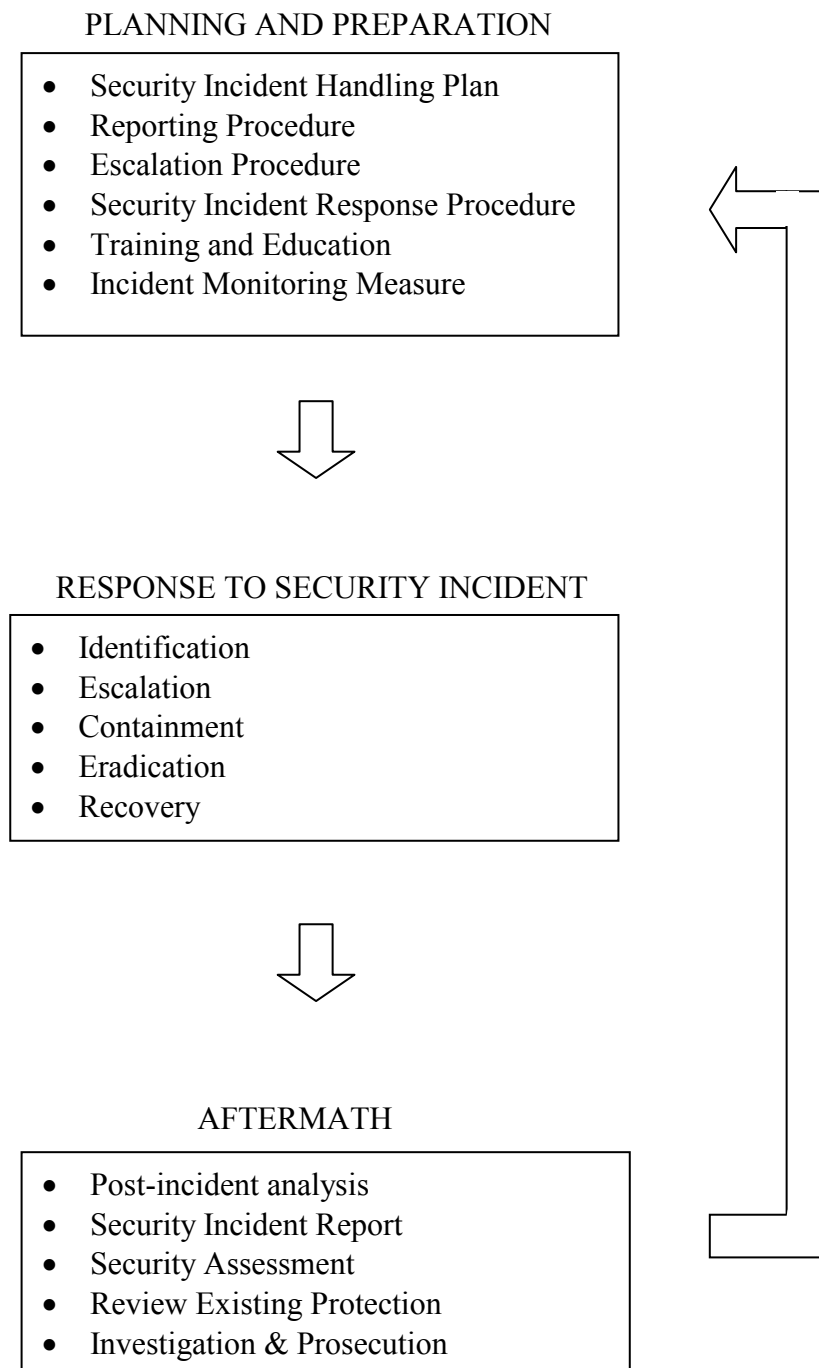 PLANNING AND PREPARATION
• Security Incident Handling Plan
• Reporting Procedure
• Escalation Procedure
• Security Incident Response Procedure
• Training and Education
• Incident Monitoring Measure
RESPONSE TO SECURITY INCIDENT
• Identification
• Escalation
• Containment
• Eradication
• Recovery
AFTERMATH
• Post-incident analysis
• Security Incident Report
• Security Assessment
• Review Existing Protection
• Investigation & Prosecution